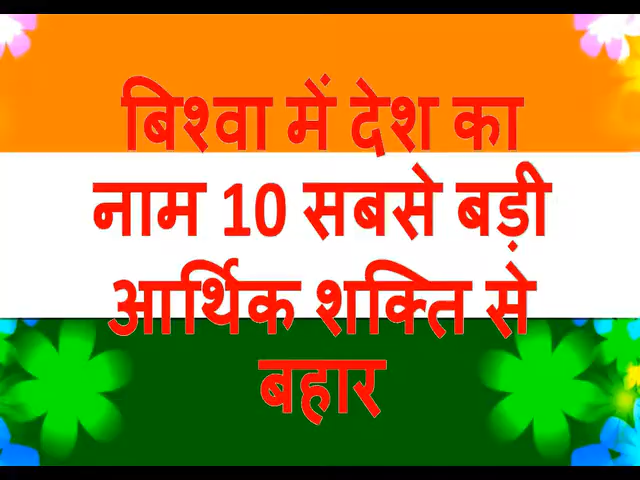 बिश्वा में देश का
नाम 10 सबसे बड़ी
आर्थिक शक्ति से
बहार